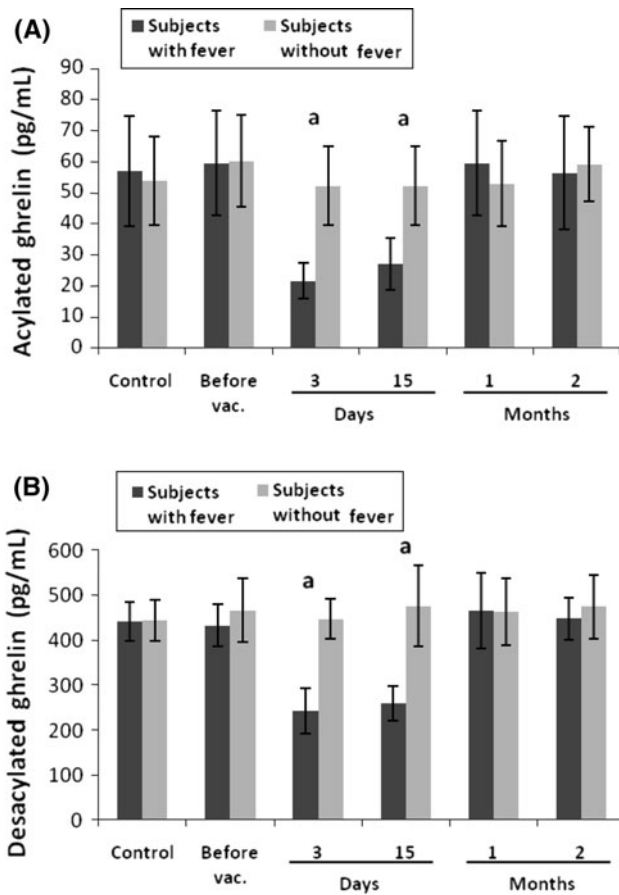 (A)
Subjects with fever
Subjects without fever
Acylated ghrelin (pg/mL)
90
80
70
60
50
40
30
20
10
0
a
a
Control
Before vac.
3
15
1
2
Days
Months
(B)
Subjects with fever
Subjects without fever
Desacylated ghrelin (pg/mL)
600
500
400
300
200
100
0
a
a
Control
Before vac.
3
15
1
2
Days
Months